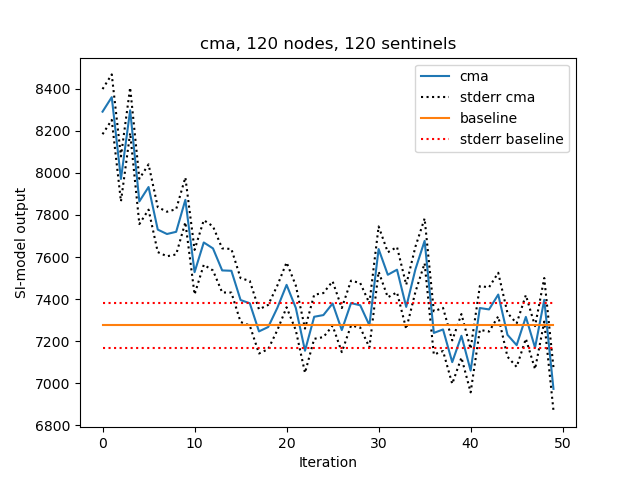 cma, 120 nodes, 120 sentinels
cma
stderr cma
baseline
stderr baseline
SI-model output
8400
8200
8000
7800
7600
7400
7200
7000
6800
0 10 20 30 40 50
Iteration